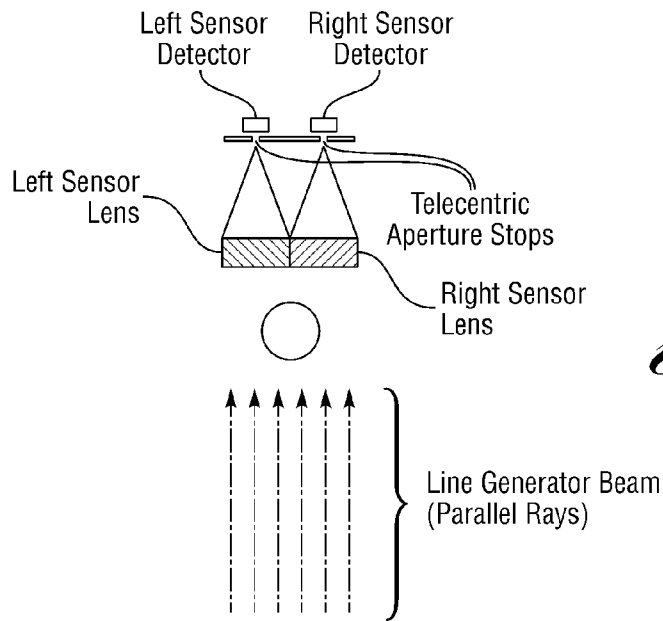 Left Sensor
Detector
Right Sensor
Detector
Left Sensor
Lens
Telecentric
Aperture Stops
Right Sensor
Lens
Line Generator Beam
(Parallel Rays)